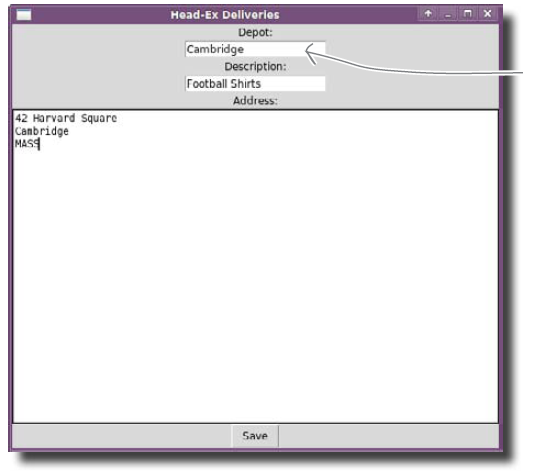 Head-Ex Deliveries
Depot:
Cambridge
Description:
Football Shirts
Address:
42 Harvard Square
Cambridge
MASS
Save